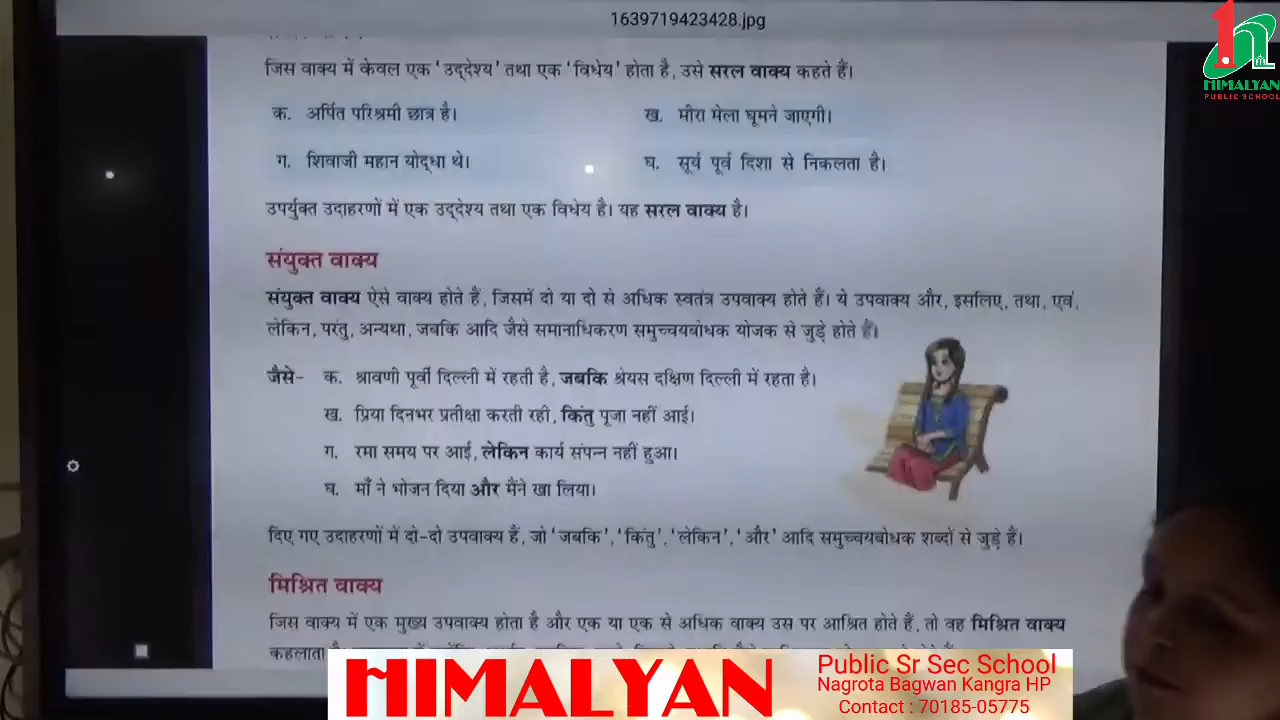 1639719423428.jpg
HIMALYAN
PUBLIC SCHOOL
जिस वाक्य में केवल एक ‘उद्देश्य’ तथा एक ‘विधेय’ होता है, उसे सरल वाक्य कहते हैं।
क. अर्पित परिश्रमी छात्र है। ख. मीरा मेला घूमने जाएगी।
ग. शिवाजी महान योद्धा थे। घ. सूर्य पूर्व दिशा से निकलता है।
उपर्युक्त उदाहरणों में एक उद्देश्य तथा एक विधेय है। यह सरल वाक्य है।
संयुक्त वाक्य
संयुक्त वाक्य ऐसे वाक्य होते हैं, जिसमें दो या दो से अधिक स्वतंत्र उपवाक्य होते हैं। ये उपवाक्य और, इसलिए, तथा, एवं,
लेकिन, परंतु, अन्यथा, जबकि आदि जैसे समानाधिकरण समुच्चयबोधक योजक से जुड़े होते हैं।
जैसे- क. श्रावणी पूर्वी दिल्ली में रहती है, जबकि श्रेयस दक्षिण दिल्ली में रहता है।
ख. प्रिया दिनभर प्रतीक्षा करती रही, किंतु पूजा नहीं आई।
ग. रमा समय पर आई, लेकिन कार्य संपन्न नहीं हुआ।
घ. माँ ने भोजन दिया और मैंने खा लिया।
दिए गए उदाहरणों में दो-दो उपवाक्य हैं, जो ‘जबकि’, ‘किंतु’, ‘लेकिन’, ‘और’ आदि समुच्चयबोधक शब्दों से जुड़े हैं।
मिश्रित वाक्य
जिस वाक्य में एक मुख्य उपवाक्य होता है और एक या एक से अधिक वाक्य उस पर आश्रित होते हैं, तो वह मिश्रित वाक्य
कहलाता
HIMALYAN
Public Sr Sec School
Nagrota Bagwan Kangra HP
Contact : 70185-05775